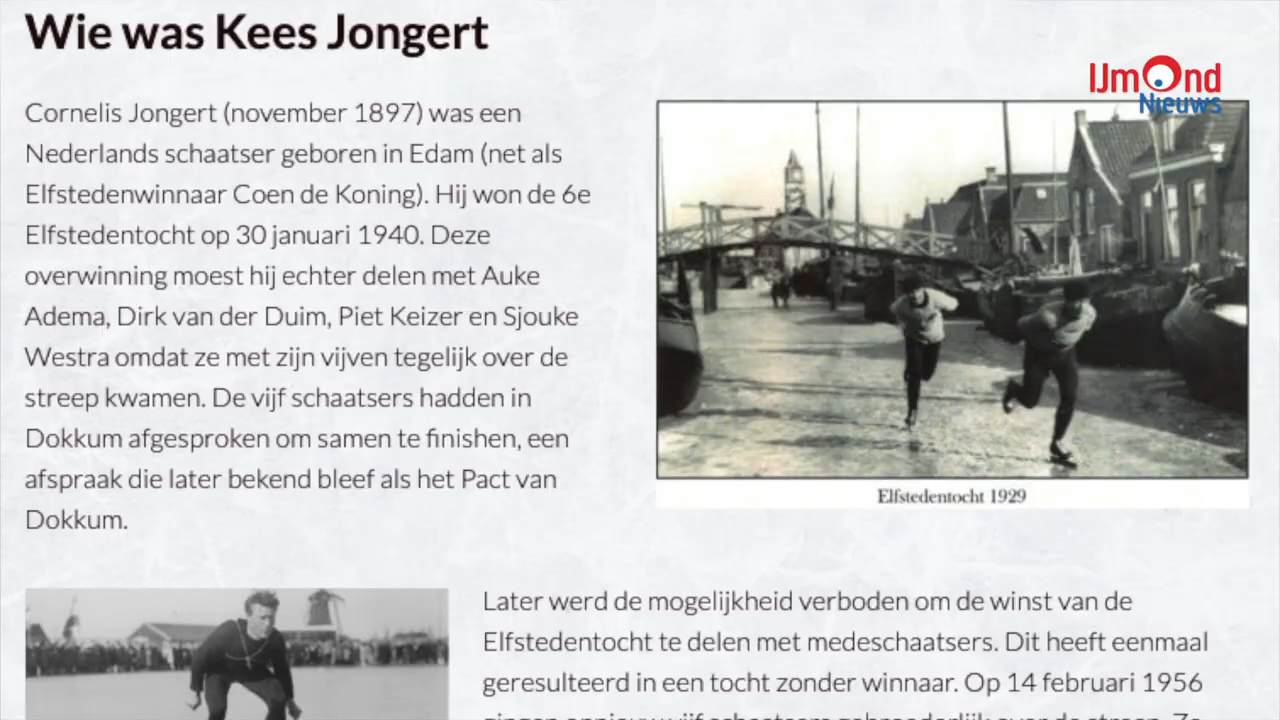 Wie was Kees Jongert
IJmOnd
Nieuws
Cornelis Jongert (november 1897) was een
Nederlands schaatser geboren in Edam (net als
Elfstedenwinnaar Coen de Koning). Hij won de 6e
Elfstedentocht op 30 januari 1940. Deze
overwinning moest hij echter delen met Auke
Adema, Dirk van der Duim, Piet Keizer en Sjouke
Westra omdat ze met zijn vijven tegelijk over de
streep kwamen. De vijf schaatsers hadden in
Dokkum afgesproken om samen te finishen, een
afspraak die later bekend bleef als het Pact van
Dokkum.
Elfstedentocht 1929
Later werd de mogelijkheid verboden om de winst van de
Elfstedentocht te delen met medeschaatsers. Dit heeft eenmaal
geresulteerd in een tocht zonder winnaar. Op 14 februari 1956